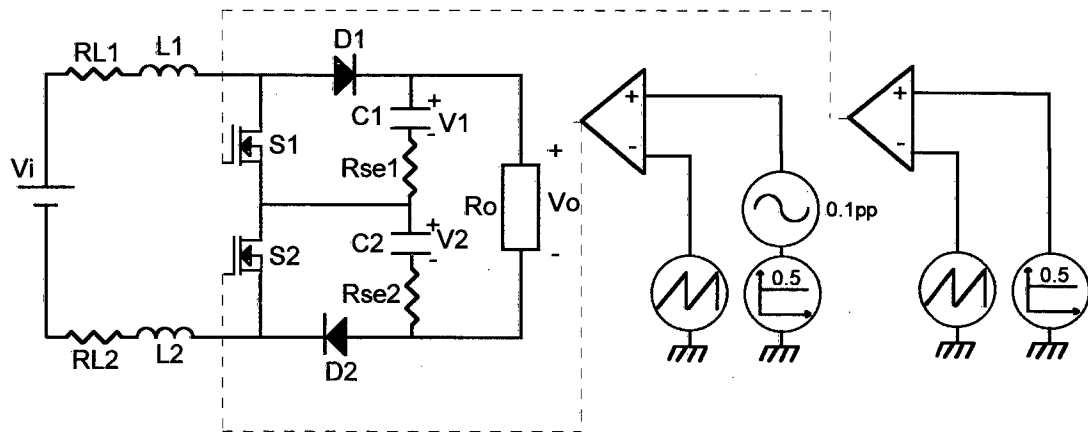 RL1
L1
D1
C1
+
V1
-
Rse1
S1
Vi
Ro
+
Vo
-
C2
+
V2
-
Rse2
S2
RL2
L2
D2
+
-
0.1pp
0.5
+
-
0.5